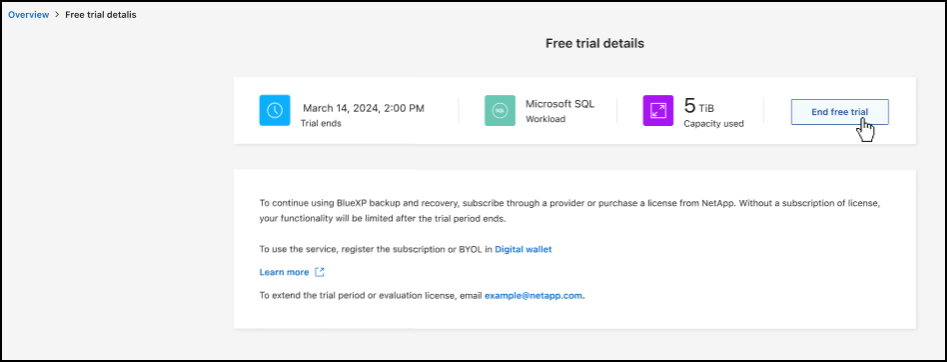 Overview > Free trial detalis
Free trial details
March 14, 2024, 2:00 PM
Trial ends
Microsoft SQL
Workload
5 TiB
Capacity used
End free trial
To continue using BlueXP backup and recovery, subscribe through a provider or purchase a license from NetApp. Without a subscription of license,
your functionality will be limited after the trial period ends.
To use the service, register the subscription or BYOL in Digital wallet
Learn more
To extend the trial period or evaluation license, email example@netapp.com.